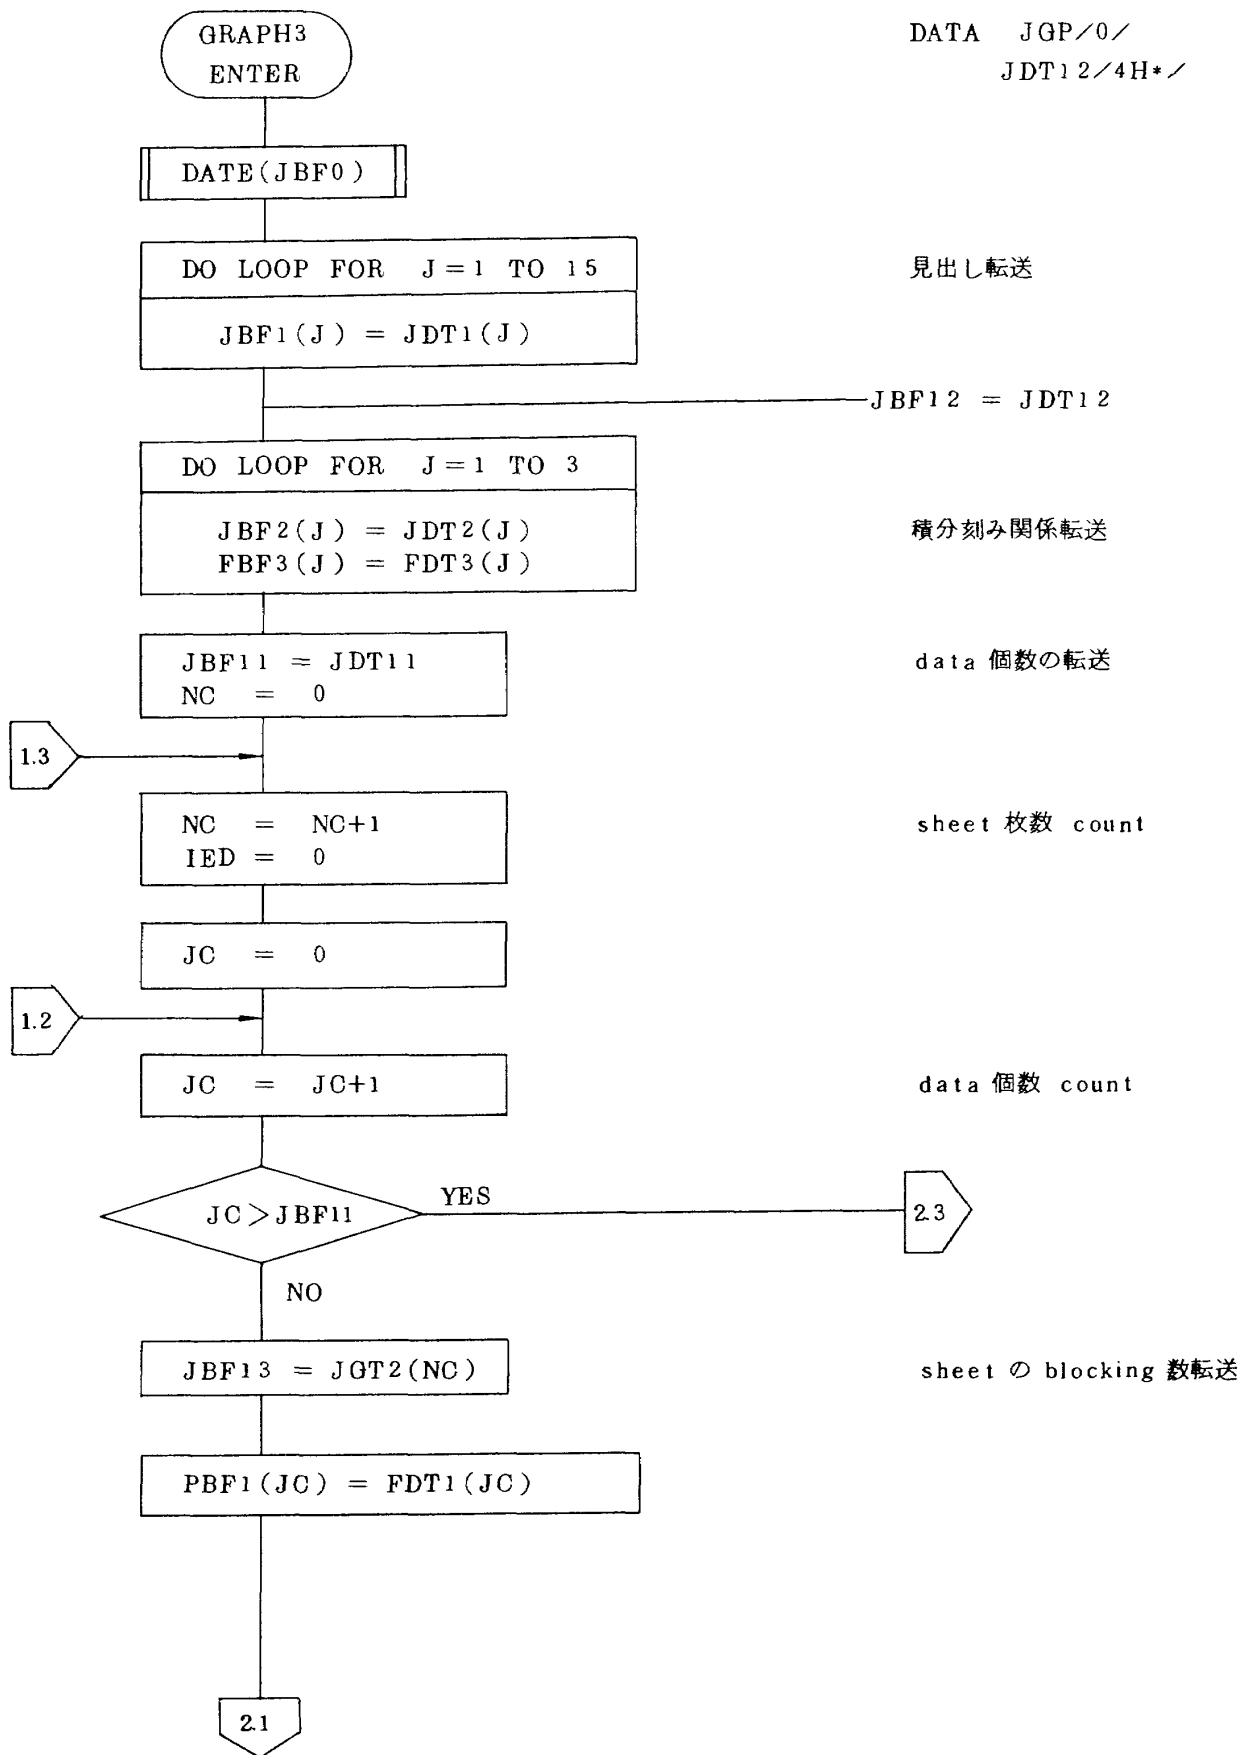 GRAPH3
ENTER
DATA JGP/0/
JDT12/4H*/
DATE(JBF0)
DO LOOP FOR J=1 TO 15
見出し転送
JBF1(J) = JDT1(J)
JBF12 = JDT12
DO LOOP FOR J=1 TO 3
JBF2(J) = JDT2(J)
積分刻み関係転送
FBF3(J) = FDT3(J)
JBF11 = JDT11
data 個数の転送
NC = 0
1.3
NC = NC+1
sheet 枚数 count
IED = 0
JC = 0
1.2
JC = JC+1
data 個数 count
JC>JBF11
YES
2.3
NO
JBF13 = JGT2(NC)
sheet の blocking 数転送
PBF1(JC) = FDT1(JC)
2.1